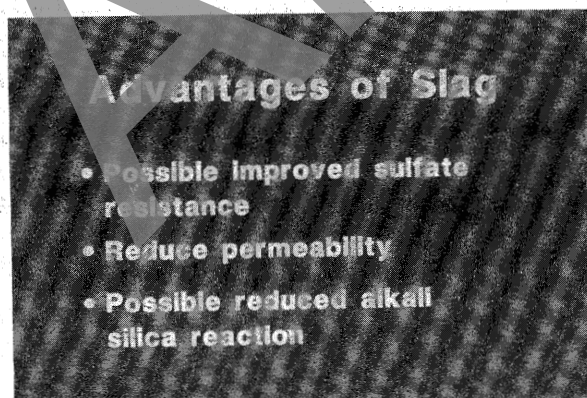 Advantages of Slag
• Possible improved sulfate
resistance
• Reduce permeability
• Possible reduced alkali
silica reaction